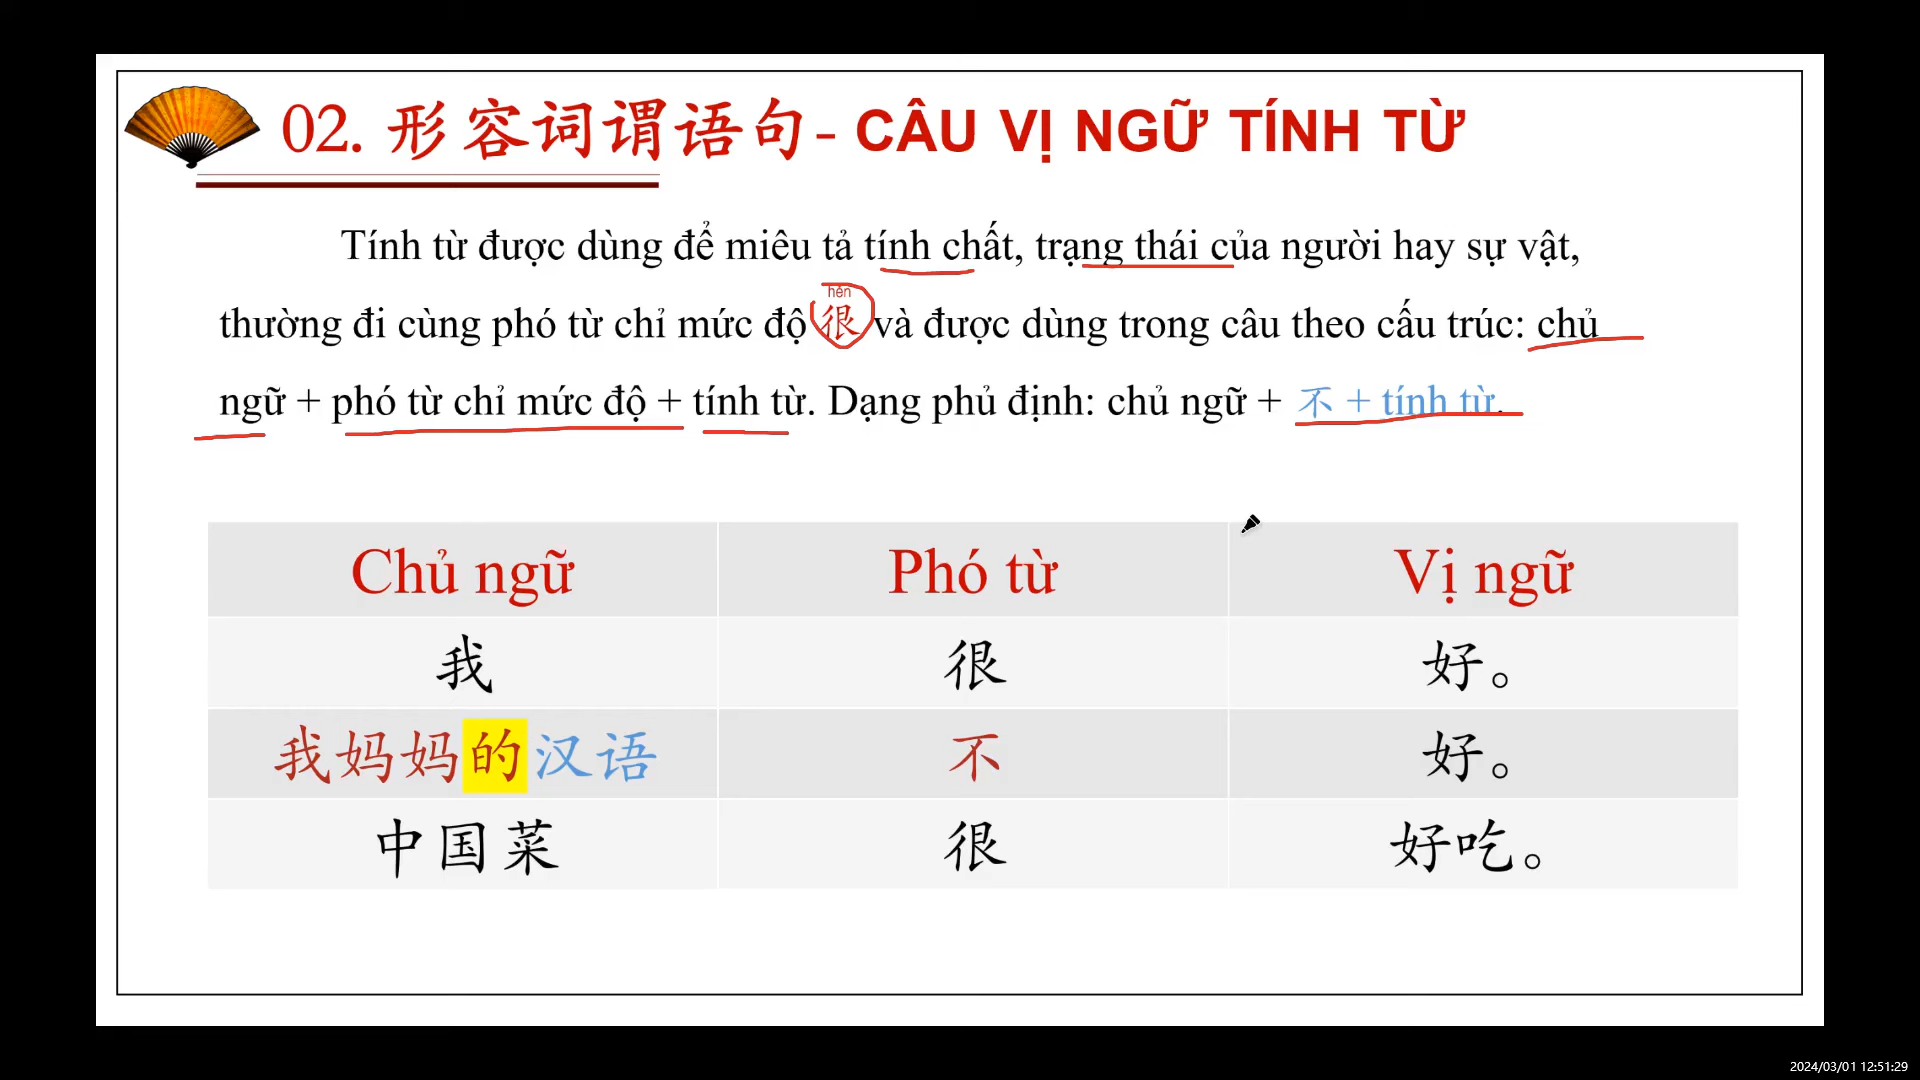 02. 形容词谓语句- CÂU VỊ NGỮ TÍNH TỪ
Tính từ được dùng để miêu tả tính chất, trạng thái của người hay sự vật,
hěn
thường đi cùng phó từ chỉ mức độ 很 và được dùng trong câu theo cấu trúc: chủ
ngữ + phó từ chỉ mức độ + tính từ. Dạng phủ định: chủ ngữ + 不 + tính từ.
Chủ ngữ Phó từ Vị ngữ
我 很 好。
我妈妈的汉语 不 好。
中国菜 很 好吃。
2024/03/01 12:51:29